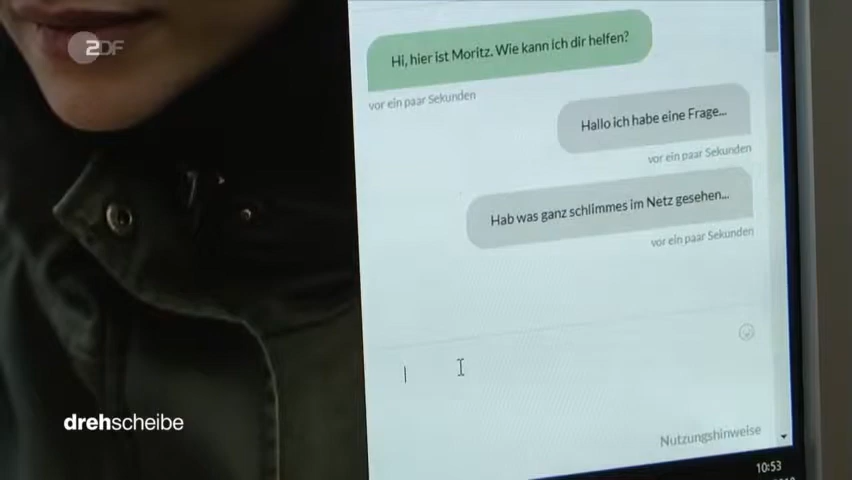 ZDF
Hi, hier ist Moritz. Wie kann ich dir helfen?
vor ein paar Sekunden
Hallo ich habe eine Frage...
vor ein paar Sekunden
Hab was ganz schlimmes im Netz gesehen...
vor ein paar Sekunden
drehscheibe
Nutzungshinweise
10:53